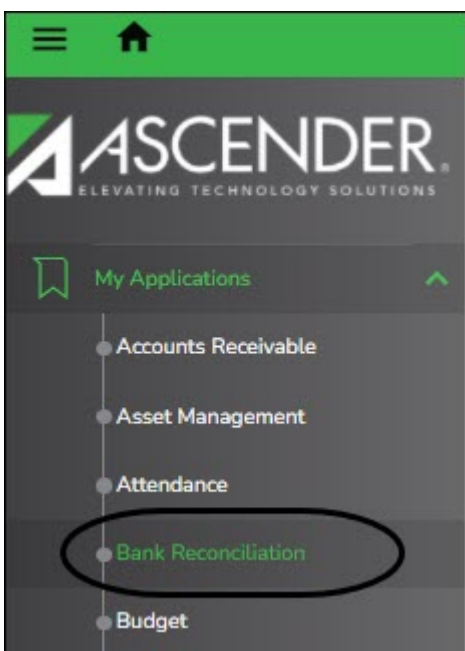 ASCENDER®
ELEVATING TECHNOLOGY SOLUTIONS
My Applications
Accounts Receivable
Asset Management
Attendance
Bank Reconciliation
Budget